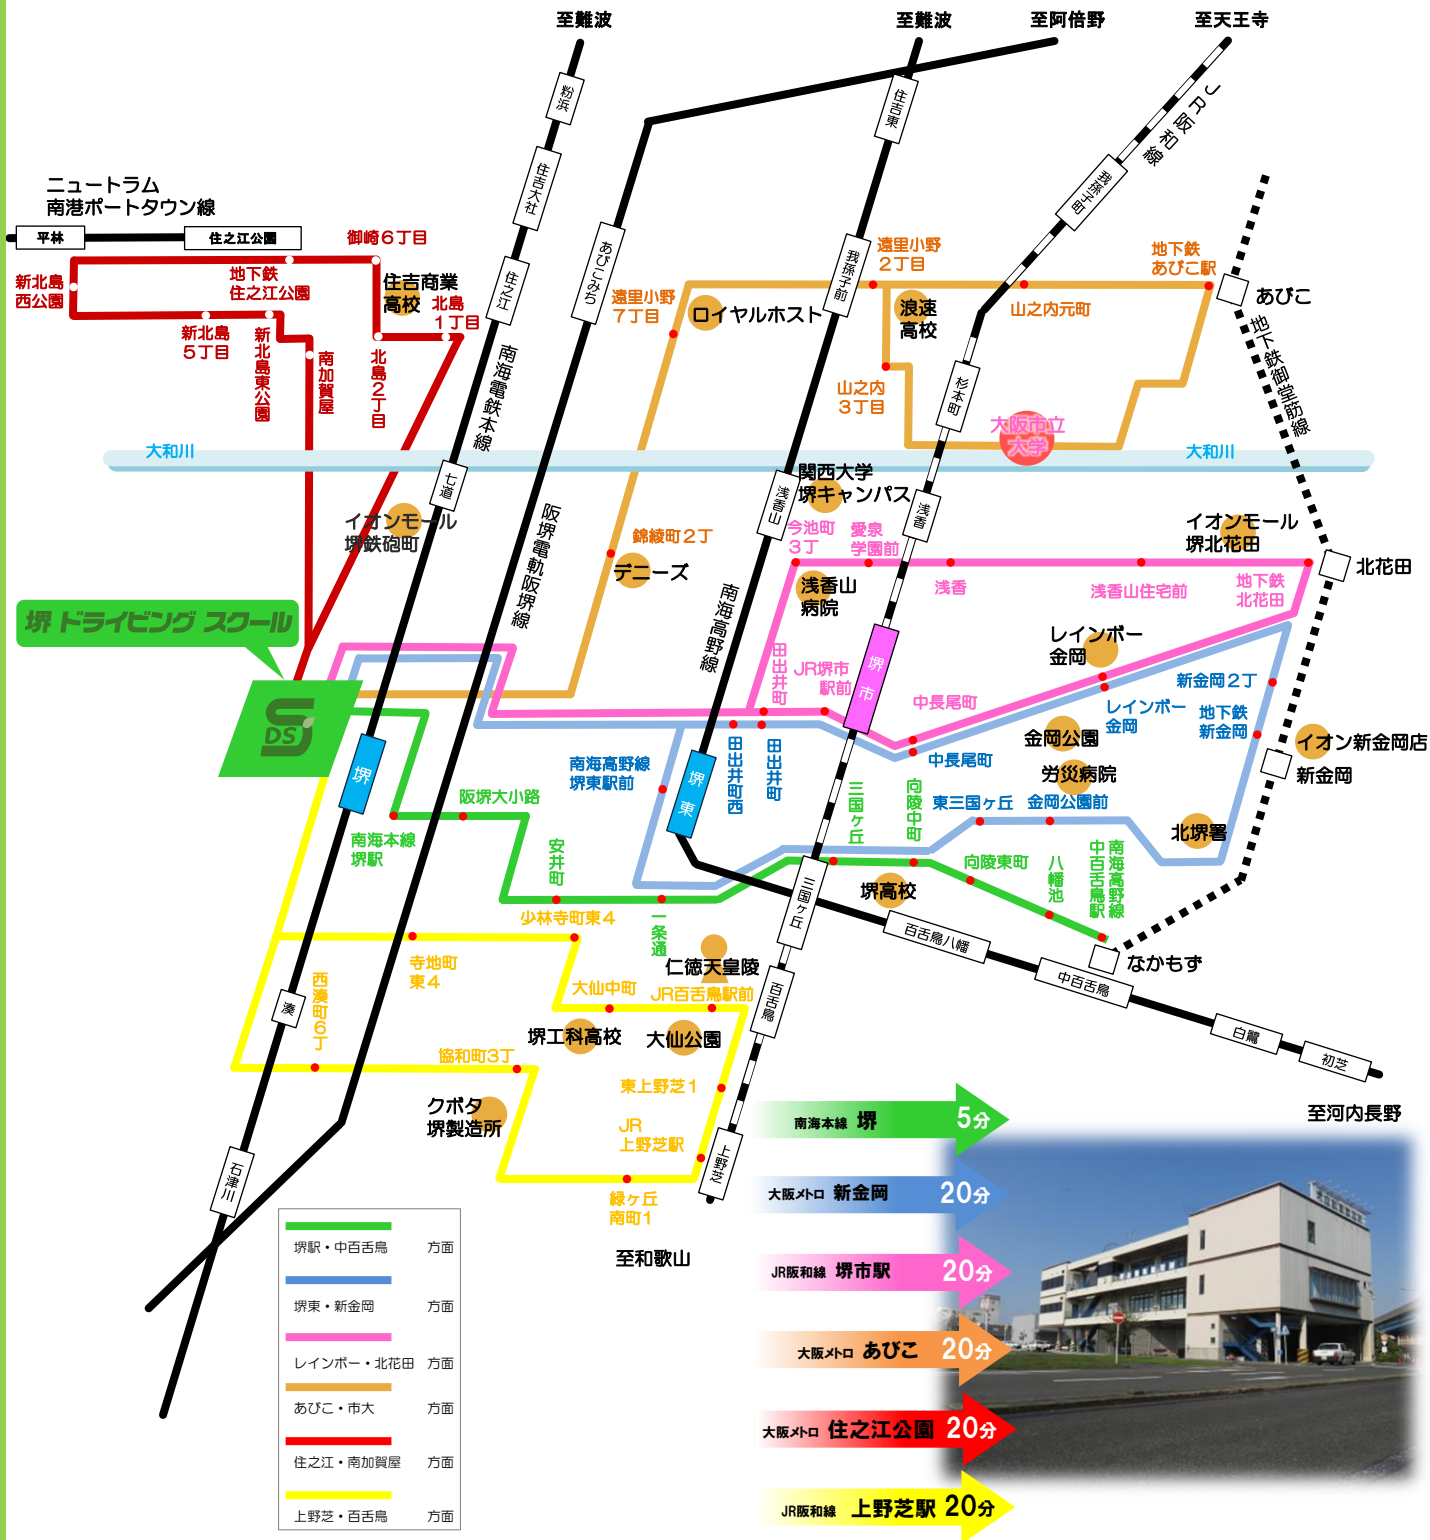 至難波
至難波
至阿倍野
至天王寺
粉浜
住吉東
JR阪和線
住吉大社
我孫子町
ニュートラム
南港ポートタウン線
平林
住之江公園
御崎6丁目
あびこみち
我孫子前
遠里小野
2丁目
地下鉄
あびこ駅
新北島
西公園
地下鉄
住之江公園
住吉商業
高校
北島
1丁目
住之江
遠里小野
7丁目
ロイヤルホスト
浪速
高校
山之内元町
あびこ
新北島
5丁目
新北島東公園
南加賀屋
北島2丁目
南海電鉄本線
山之内
3丁目
杉本町
地下鉄御堂筋線
大阪市立
大学
大和川
大和川
七道
関西大学
堺キャンパス
浅香山
浅香
イオンモール
堺鉄砲町
阪堺電軌阪堺線
錦綾町2丁
デニーズ
今池町
3丁
愛泉
学園前
イオンモール
堺北花田
北花田
南海高野線
浅香山
病院
浅香
浅香山住宅前
地下鉄
北花田
堺 ドライビング スクール
田出井町
JR堺市
駅前
堺市
レインボー
金岡
中長尾町
レインボー
金岡
新金岡2丁
地下鉄
新金岡
SDS
堺
南海高野線
堺東駅前
堺東
田出井町西
田出井町
中長尾町
金岡公園
労災病院
イオン新金岡店
新金岡
阪堺大小路
南海本線
堺駅
安井町
三国ヶ丘
向陵中町
東三国ヶ丘
金岡公園前
北堺署
向陵東町
八幡池
南海高野線
中百舌鳥駅
少林寺町東4
一条通
三国ヶ丘
堺高校
百舌鳥八幡
なかもず
中百舌鳥
白鷺
初芝
西湊町6丁
寺地町
東4
仁徳天皇陵
大仙中町
JR百舌鳥駅前
百舌鳥
湊
堺工科高校
大仙公園
協和町3丁
東上野芝1
クボタ
堺製造所
JR
上野芝駅
上野芝
至河内長野
石津川
緑ヶ丘
南町1
至和歌山
堺駅・中百舌鳥 方面
堺東・新金岡 方面
レインボー・北花田 方面
あびこ・市大 方面
住之江・南加賀屋 方面
上野芝・百舌鳥 方面
南海本線 堺 5分
大阪メトロ 新金岡 20分
JR阪和線 堺市駅 20分
大阪メトロ あびこ 20分
大阪メトロ 住之江公園 20分
JR阪和線 上野芝駅 20分